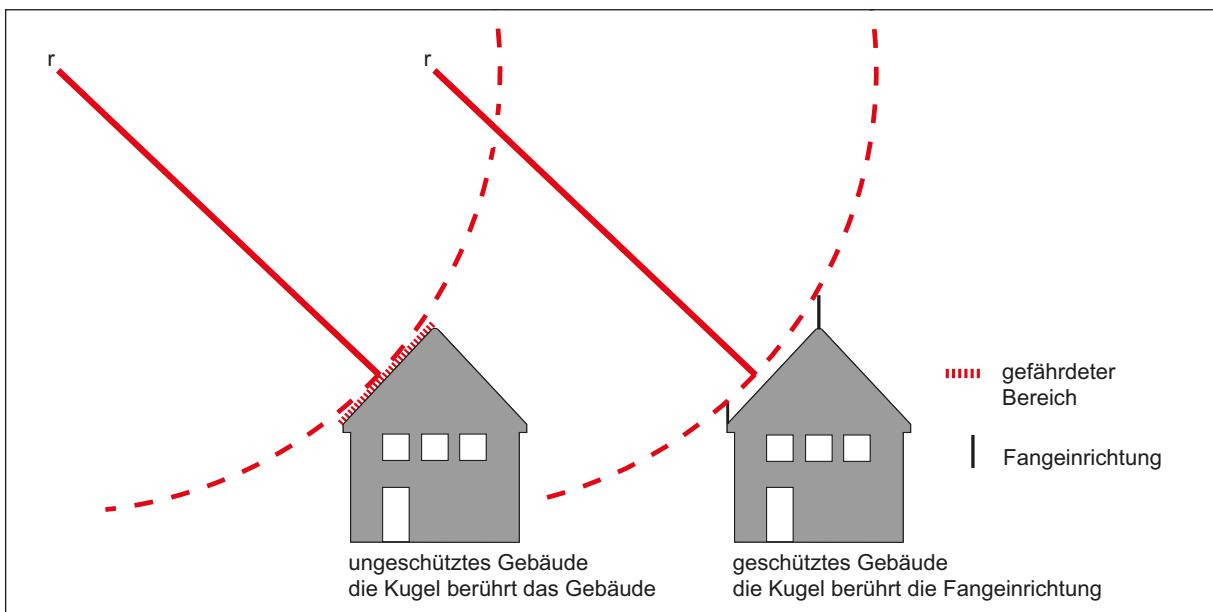 r
r
gefährdeter
Bereich
Fangeinrichtung
ungeschütztes Gebäude
die Kugel berührt das Gebäude
geschütztes Gebäude
die Kugel berührt die Fangeinrichtung